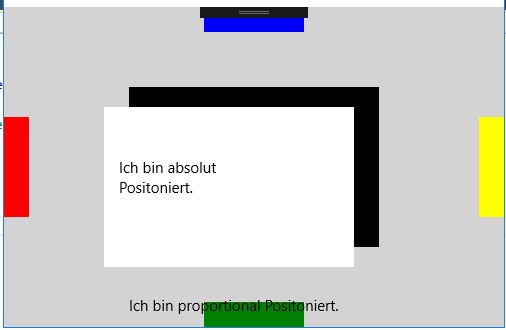 Ich bin absolut
Positoniert.
Ich bin proportional Positoniert.